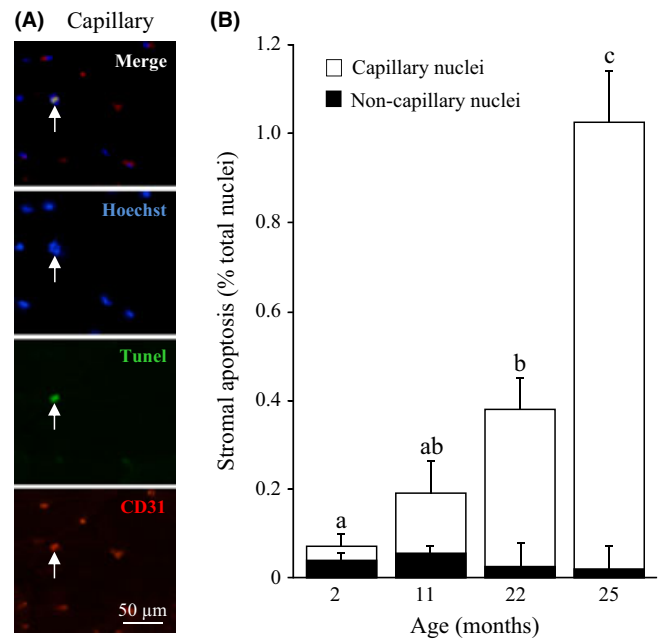 (A) Capillary
Merge
Hoechst
Tunel
CD31
50 µm
(B)
1.2
1.0
0.8
0.6
0.4
0.2
0
Stromal apoptosis (% total nuclei)
Capillary nuclei
Non-capillary nuclei
a
ab
b
c
2 11 22 25
Age (months)